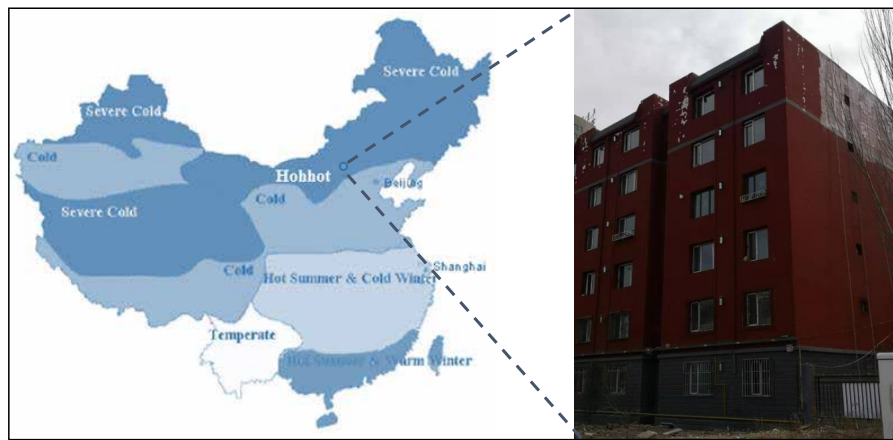 Severe Cold
Severe Cold
Cold
Hohhot
Beijing
Cold
Severe Cold
Cold
Hot Summer & Cold Winter
Shanghai
Temperate
Hot Summer & Warm Winter